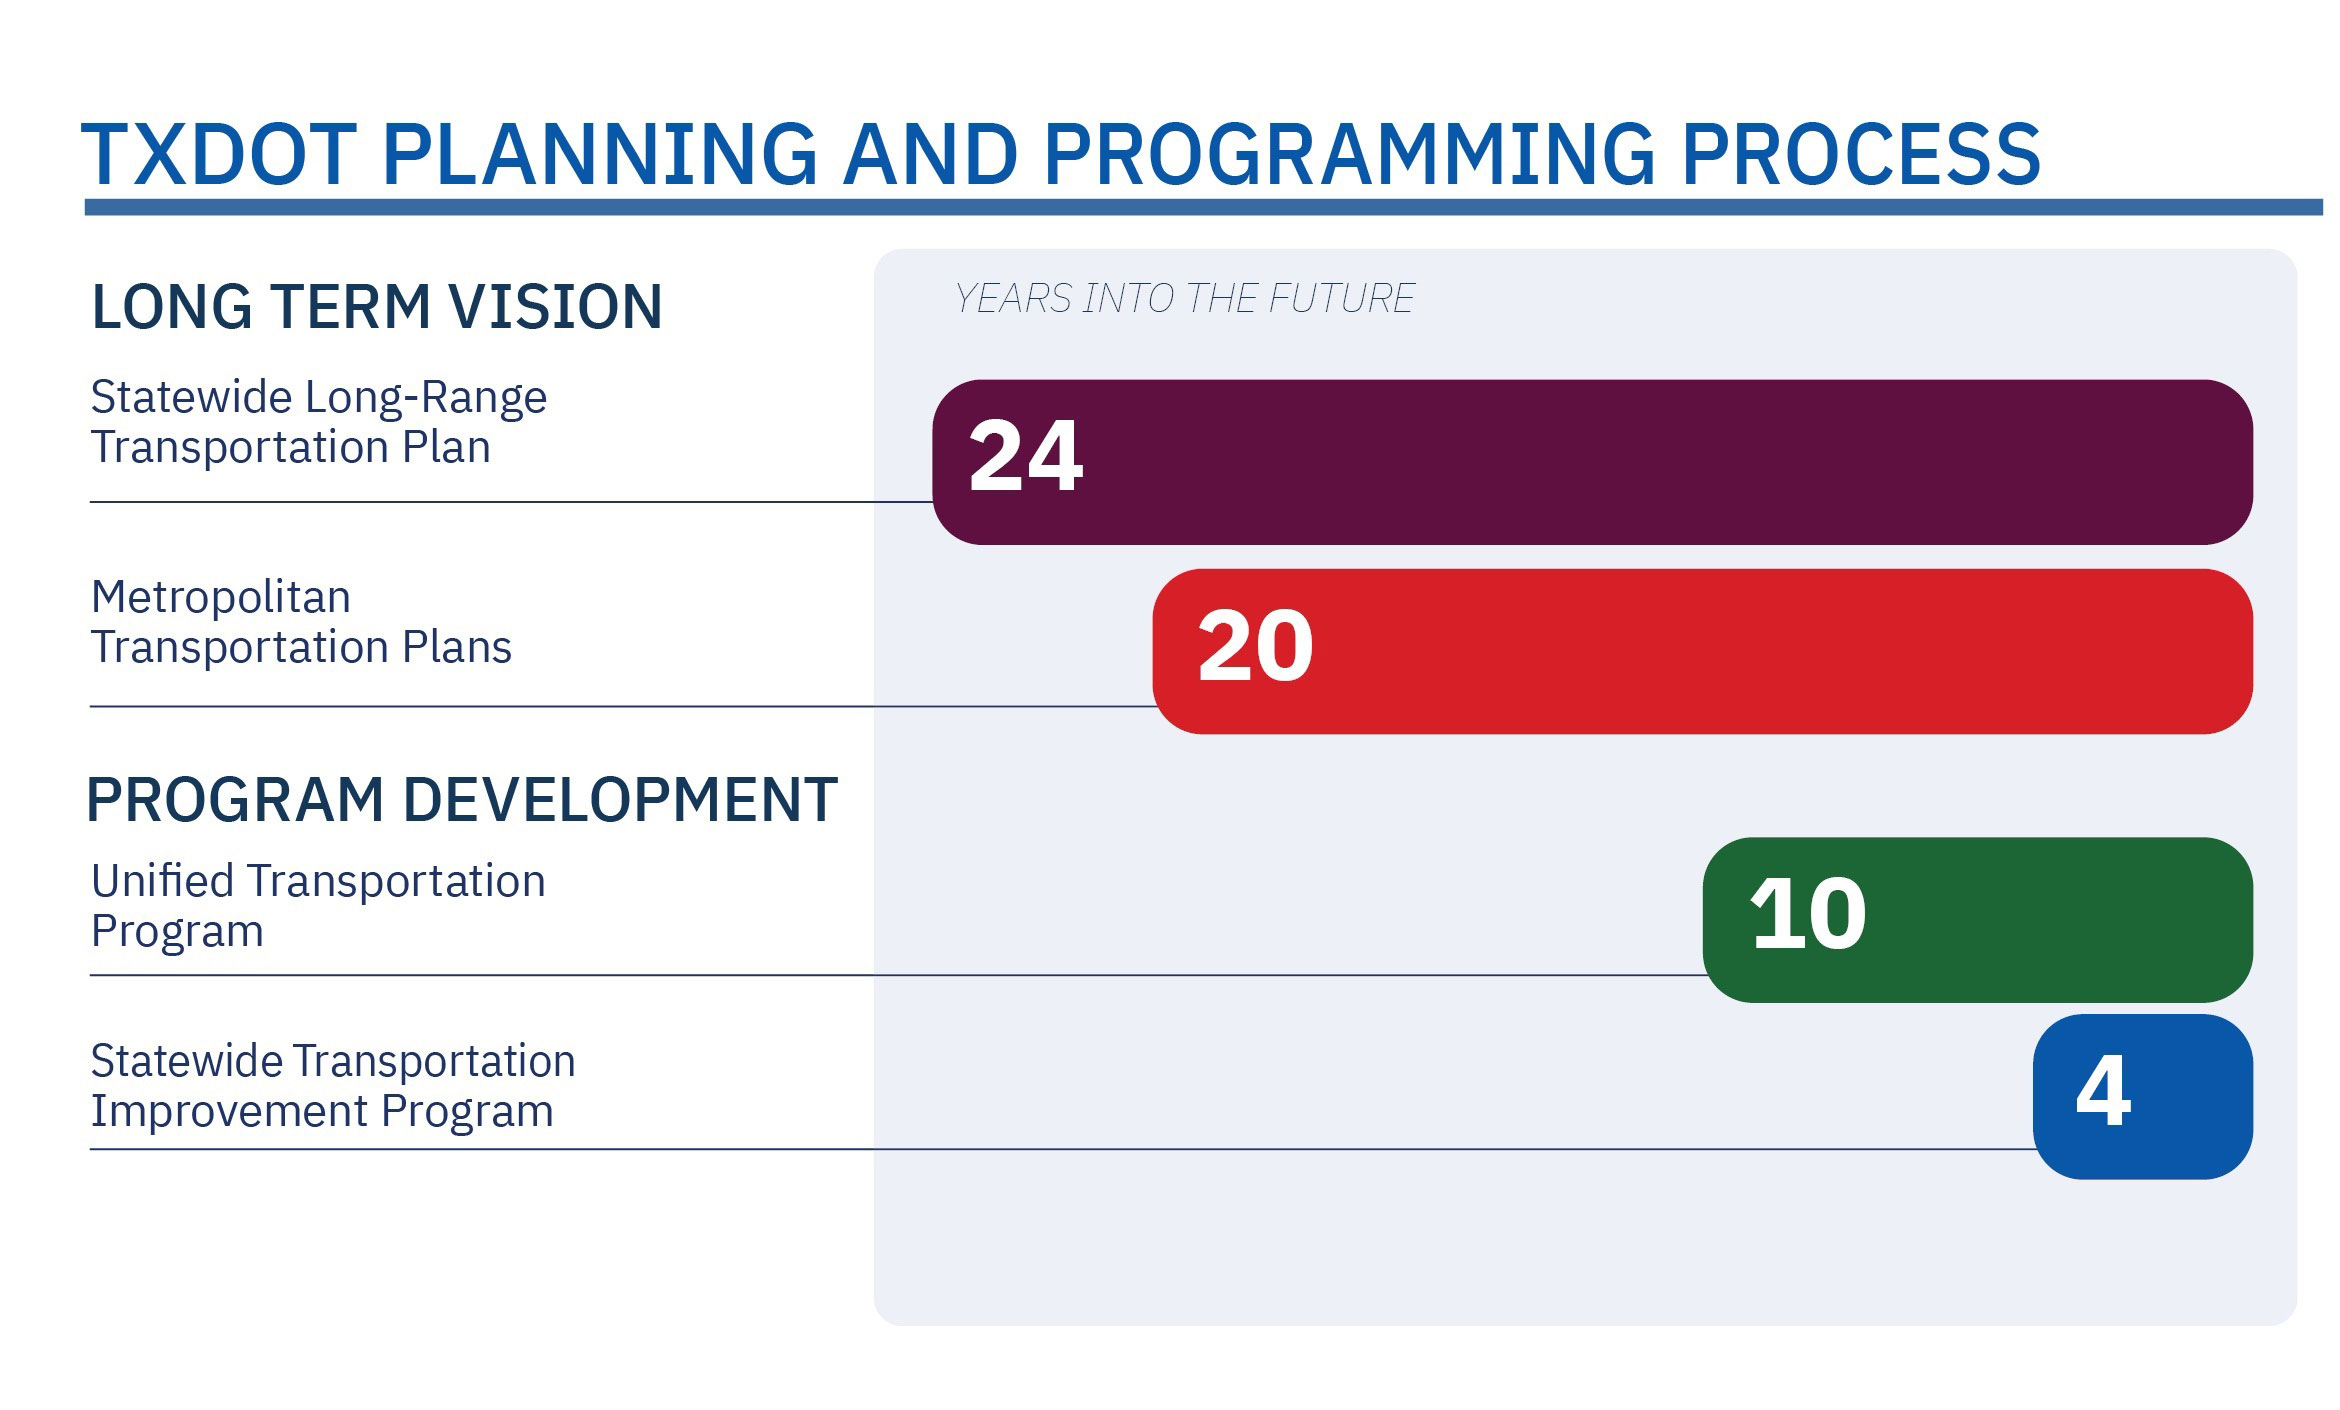 TXDOT PLANNING AND PROGRAMMING PROCESS
LONG TERM VISION
YEARS INTO THE FUTURE
Statewide Long-Range
Transportation Plan
24
Metropolitan
Transportation Plans
20
PROGRAM DEVELOPMENT
Unified Transportation
Program
10
Statewide Transportation
Improvement Program
4